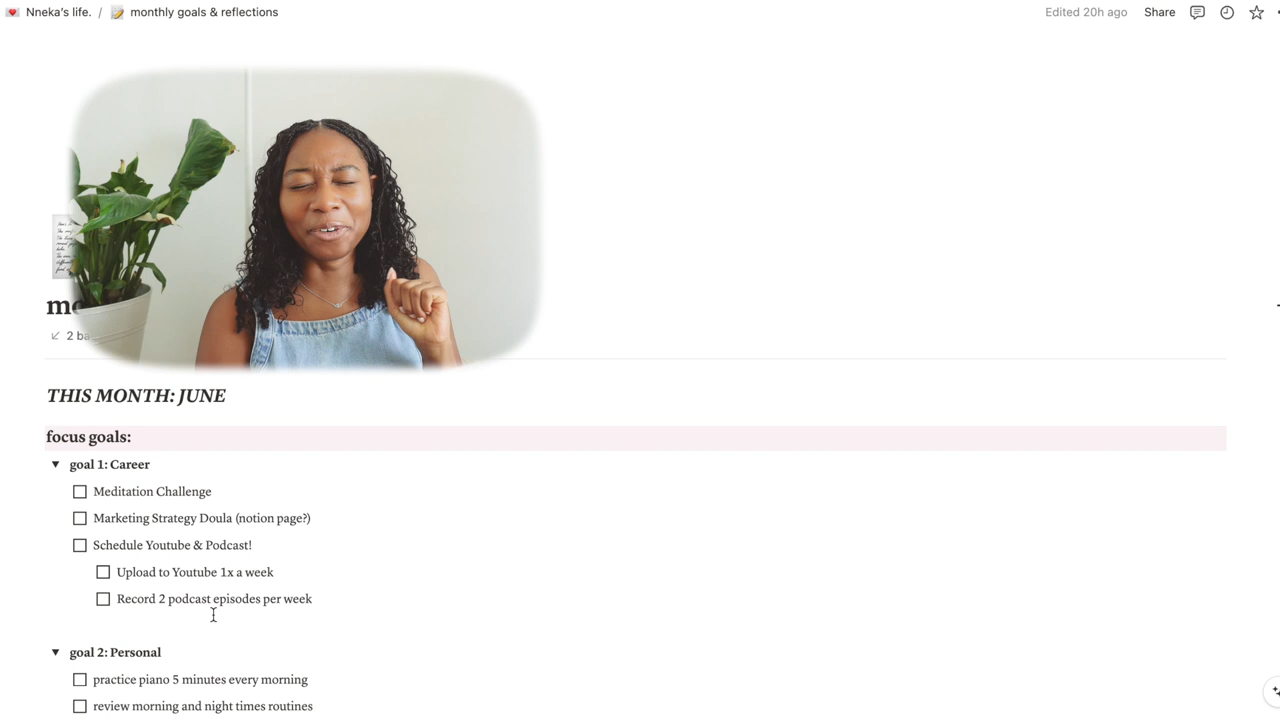 Nneka's life. / monthly goals & reflections
Edited 20h ago Share
2
THIS MONTH: JUNE
focus goals:
goal 1: Career
Meditation Challenge
Marketing Strategy Doula (notion page?)
Schedule Youtube & Podcast!
Upload to Youtube 1x a week
Record 2 podcast episodes per week
goal 2: Personal
practice piano 5 minutes every morning
review morning and night times routines